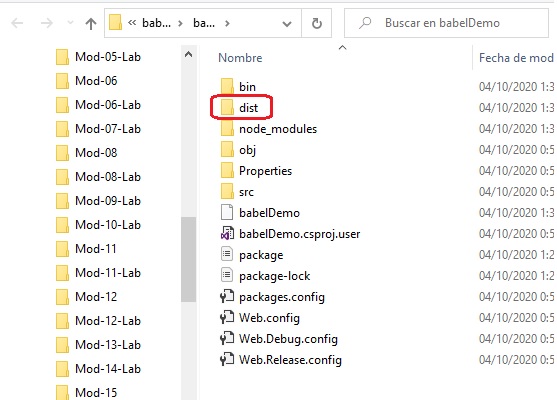 bab... ba...
Buscar en babelDemo
Mod-05-Lab
Mod-06
Mod-06-Lab
Mod-07-Lab
Mod-08
Mod-08-Lab
Mod-09-Lab
Mod-10-Lab
Mod-11
Mod-11-Lab
Mod-12
Mod-12-Lab
Mod-13-Lab
Mod-14-Lab
Mod-15
Nombre Fecha de mod
bin 04/10/2020 1:3
dist 04/10/2020 1:3
node_modules 04/10/2020 1:3
obj 04/10/2020 0:5
Properties 04/10/2020 0:5
src 04/10/2020 0:5
babelDemo 04/10/2020 1:3
babelDemo.csproj.user 04/10/2020 0:5
package 04/10/2020 1:2
package-lock 04/10/2020 1:2
packages.config 04/10/2020 0:5
Web.config 04/10/2020 0:5
Web.Debug.config 04/10/2020 0:5
Web.Release.config 04/10/2020 0:5